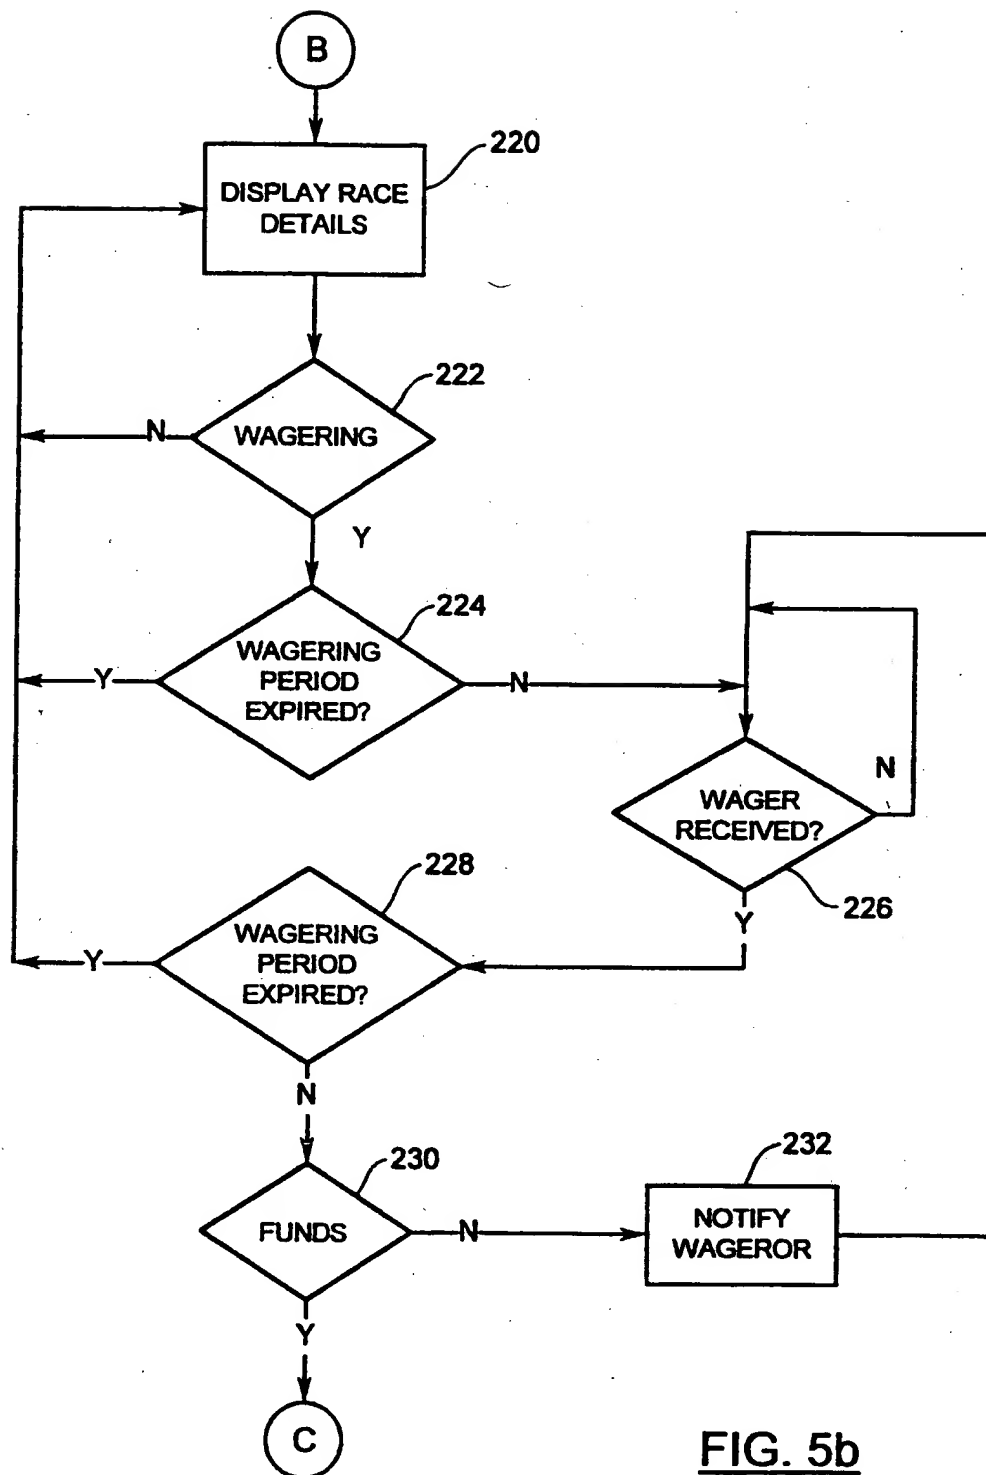 B
220
DISPLAY RACE
DETAILS
222
WAGERING
N
Y
224
WAGERING
PERIOD
EXPIRED?
Y
N
WAGER
RECEIVED?
N
226
Y
228
WAGERING
PERIOD
EXPIRED?
Y
N
230
FUNDS
N
232
NOTIFY
WAGEROR
Y
C
FIG. 5b